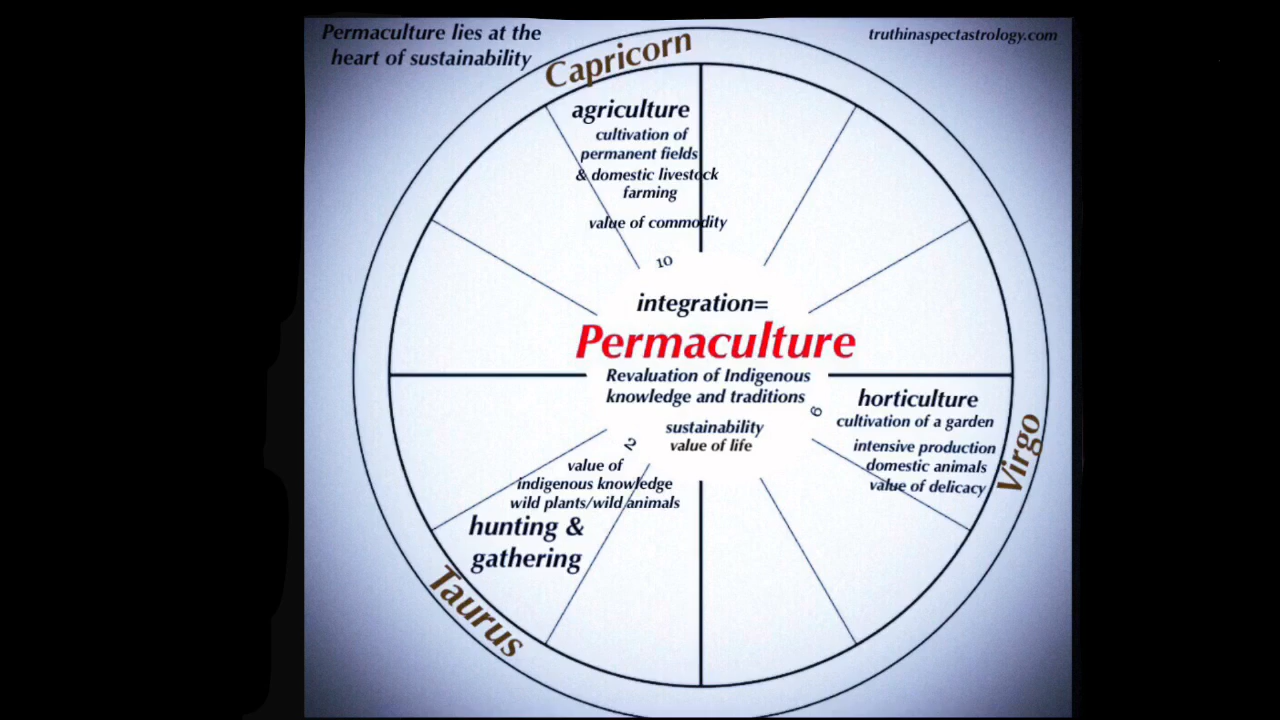 Permaculture lies at the
heart of sustainability
truthinaspectastrology.com
Capricorn
agriculture
cultivation of
permanent fields
& domestic livestock
farming
value of commodity
10
integration=
Permaculture
Revaluation of Indigenous
knowledge and traditions
sustainability
value of life
6
horticulture
cultivation of a garden
intensive production
domestic animals
value of delicacy
Virgo
2
value of
indigenous knowledge
wild plants/wild animals
hunting &
gathering
Taurus